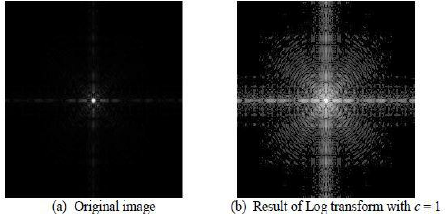 (a) Original image
(b) Result of Log transform with c = 1